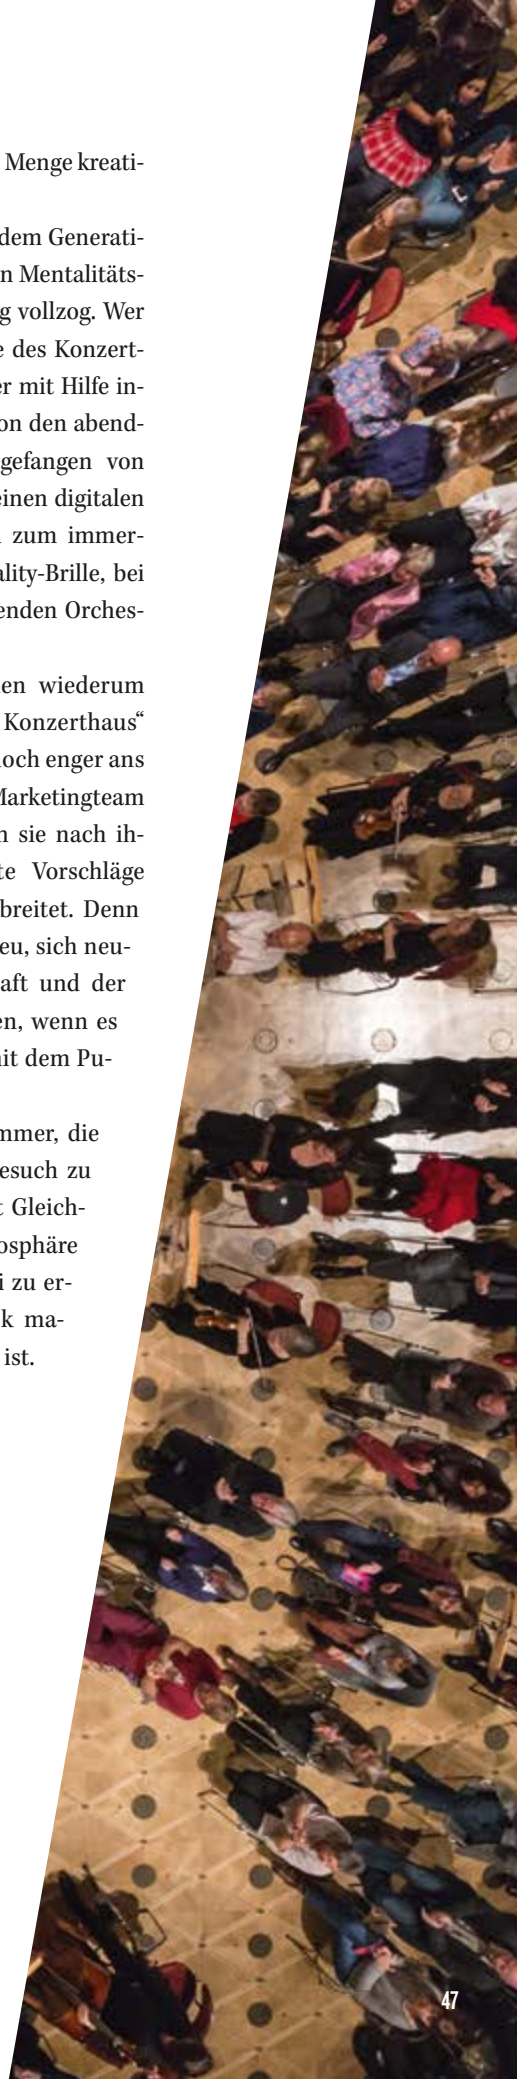 Menge kreati-
dem Generati-
n Mentalitäts-
g vollzog. Wer
e des Konzert-
er mit Hilfe in-
on den abend-
gefangen von
einen digitalen
zum immer-
ality-Brille, bei
enden Orches-
en wiederum
Konzerthaus“
noch enger ans
Marketingteam
n sie nach ih-
te Vorschläge
breitet. Denn
eu, sich neu-
aft und der
en, wenn es
mit dem Pu-
mmer, die
esuch zu
t Gleich-
osphäre
i zu er-
k ma-
ist.
47